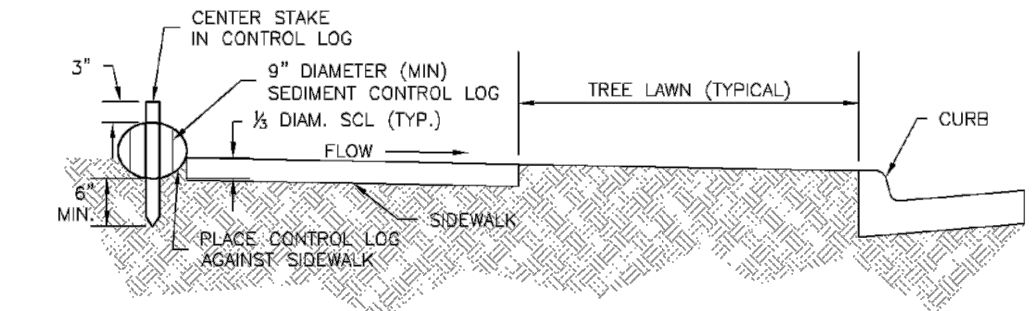 CENTER STAKE
IN CONTROL LOG
3"
9" DIAMETER (MIN)
SEDIMENT CONTROL LOG
⅓ DIAM. SCL (TYP.)
FLOW
TREE LAWN (TYPICAL)
CURB
6"
MIN.
SIDEWALK
PLACE CONTROL LOG
AGAINST SIDEWALK